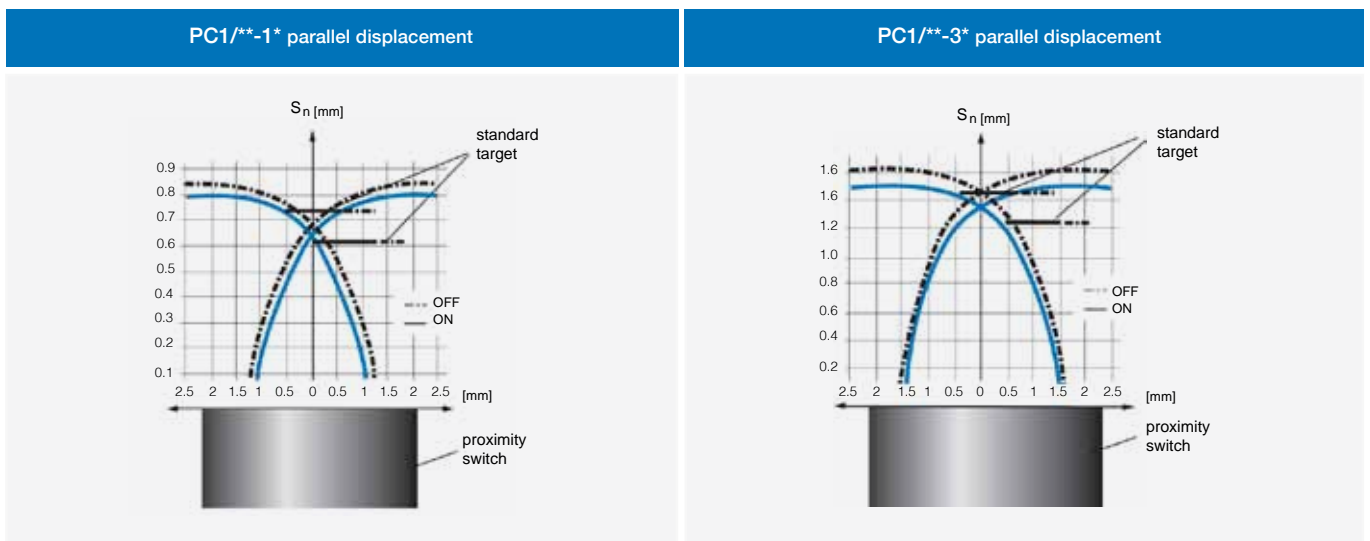 PC1/**-1* parallel displacement
S n [mm]
standard
target
0.9
0.8
0.7
0.6
0.5
0.4
0.3
0.2
0.1
OFF
ON
2.5 2 1.5 1 0.5 0 0.5 1 1.5 2 2.5 [mm]
proximity
switch
PC1/**-3* parallel displacement
S n [mm]
standard
target
1.6
1.6
1.2
1.0
0.8
0.6
0.4
0.2
OFF
ON
2.5 2 1.5 1 0.5 0 0.5 1 1.5 2 2.5 [mm]
proximity
switch